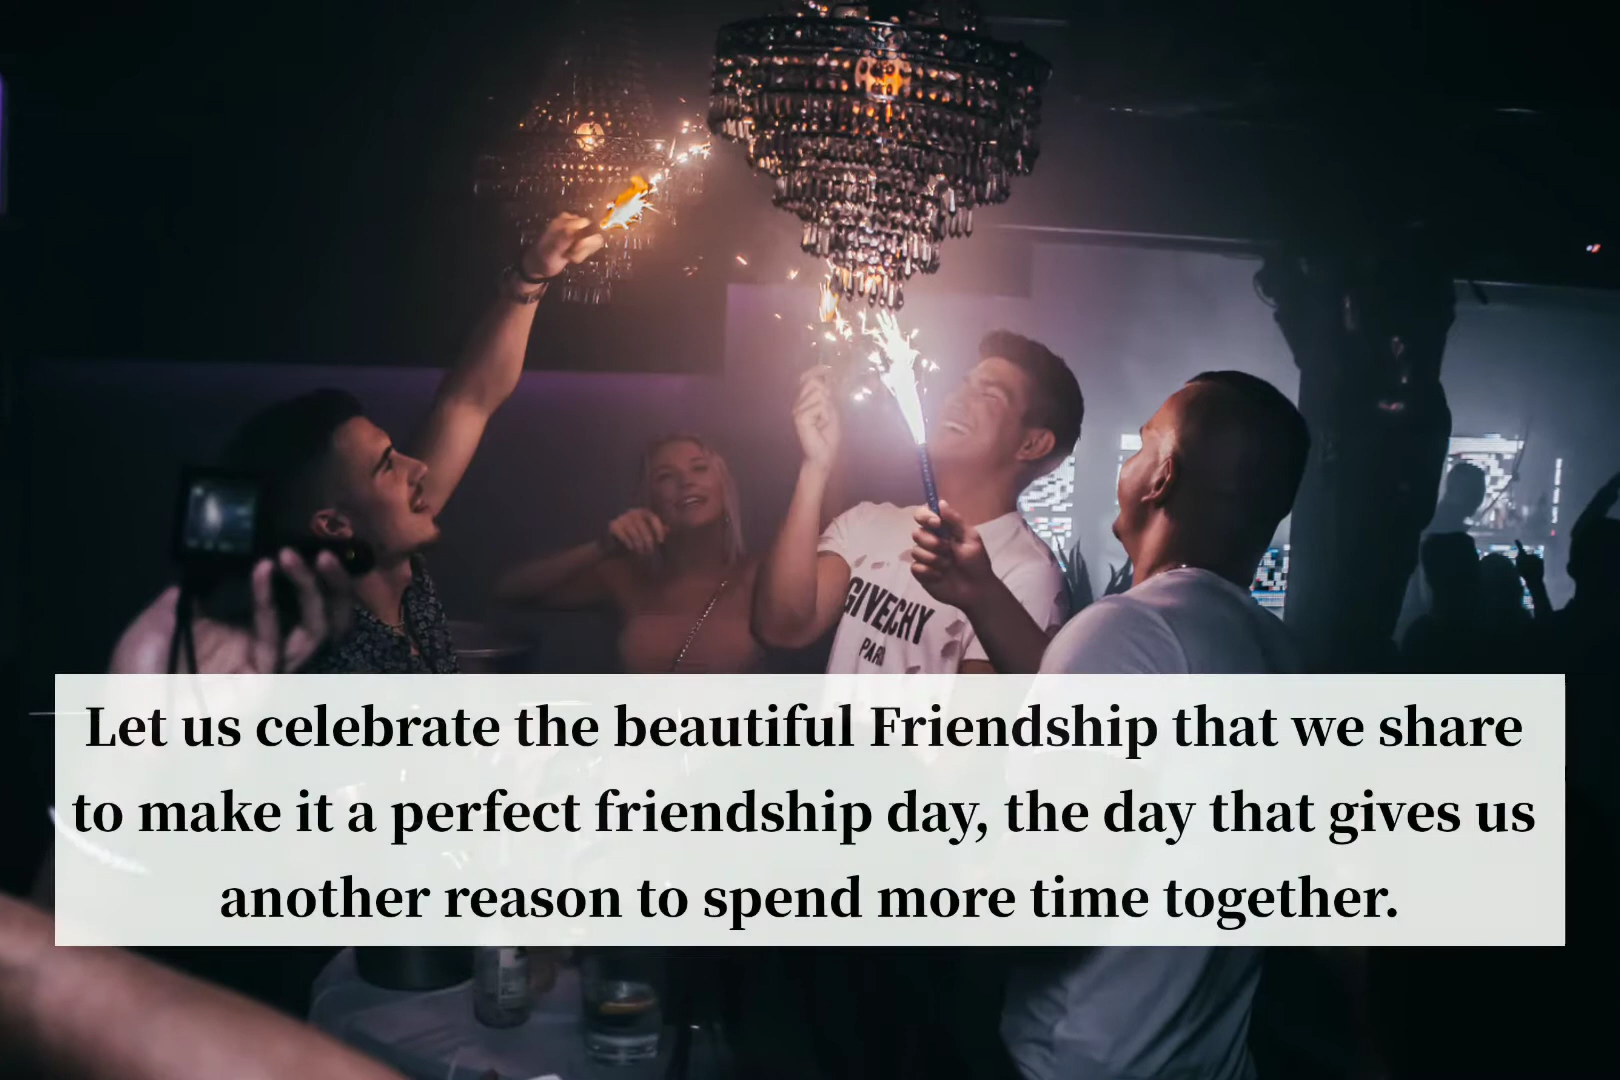 GIVENCHY
PARI
Let us celebrate the beautiful Friendship that we share
to make it a perfect friendship day, the day that gives us
another reason to spend more time together.